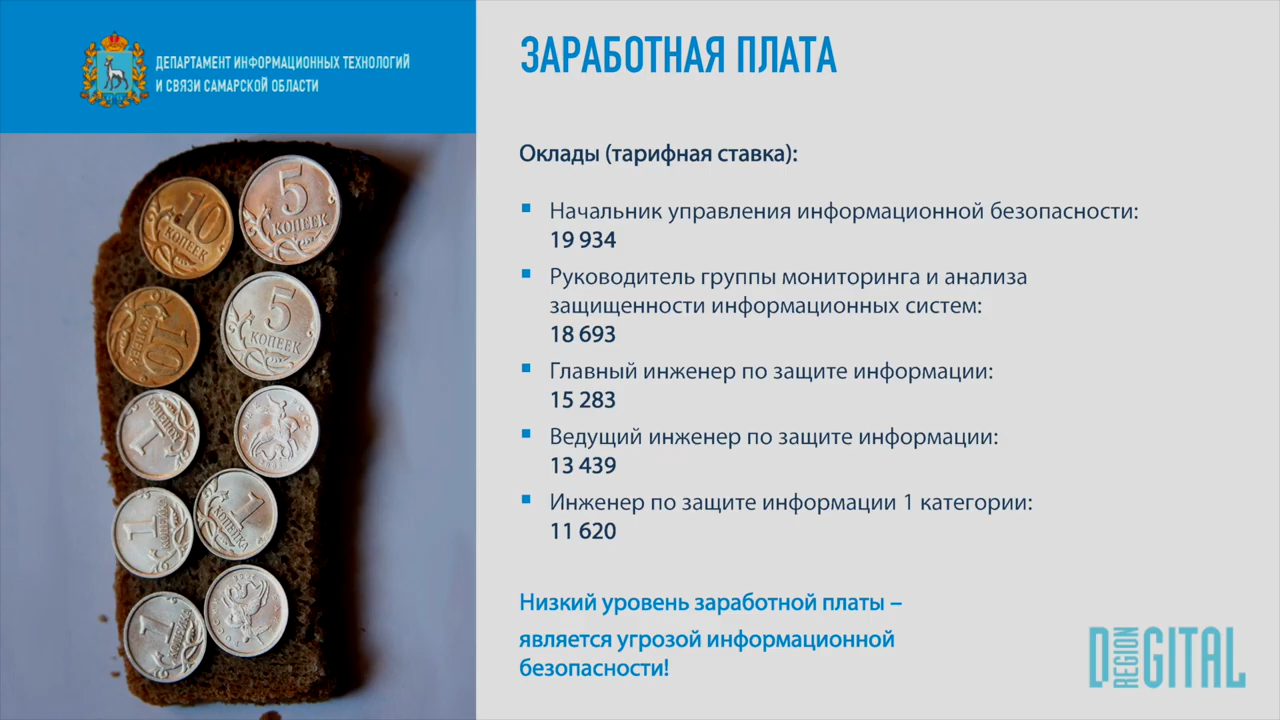 ДЕПАРТАМЕНТ ИНФОРМАЦИОННЫХ ТЕХНОЛОГИЙ
И СВЯЗИ САМАРСКОЙ ОБЛАСТИ
ЗАРАБОТНАЯ ПЛАТА
Оклады (тарифная ставка):
Начальник управления информационной безопасности:
19 934
Руководитель группы мониторинга и анализа
защищенности информационных систем:
18 693
Главный инженер по защите информации:
15 283
Ведущий инженер по защите информации:
13 439
Инженер по защите информации 1 категории:
11 620
Низкий уровень заработной платы –
является угрозой информационной
безопасности!
10
КОПЕЕК
5
КОПЕЕК
10
КОПЕЕК
5
КОПЕЕК
1
КОПЕЙКА
1
КОПЕЙКА
1
КОПЕЙКА
1
КОПЕЙКА
DIGITAL
REGION